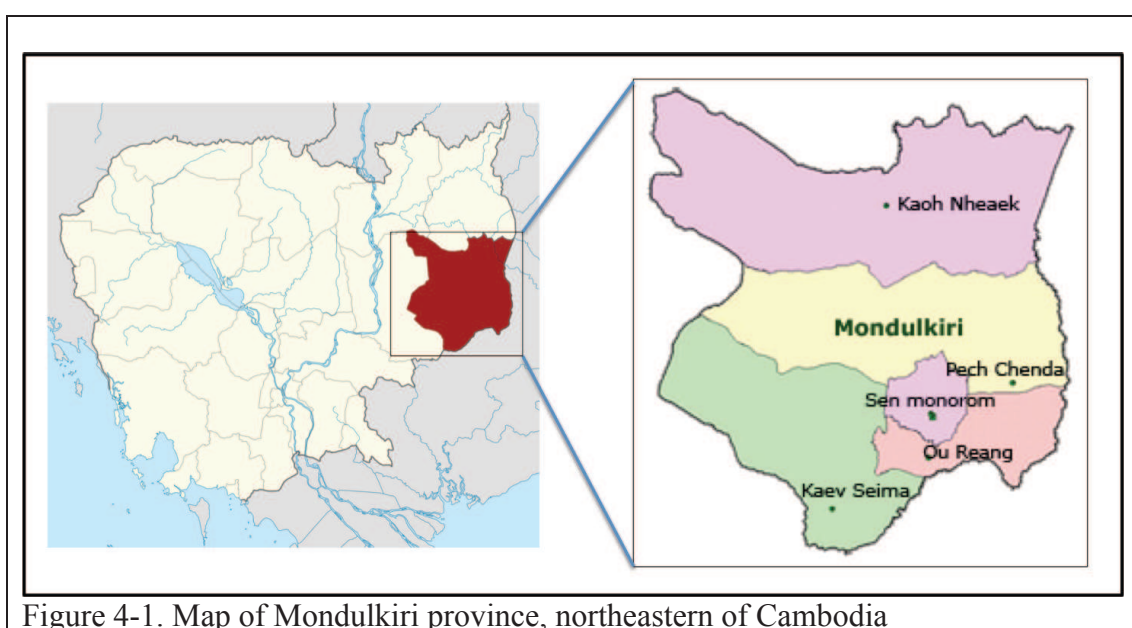 Kaoh Nheaek
Mondulkiri
Pech Chenda
Sen monorom
Ou Reang
Kaev Seima
Figure 4-1. Map of Mondulkiri province, northeastern of Cambodia